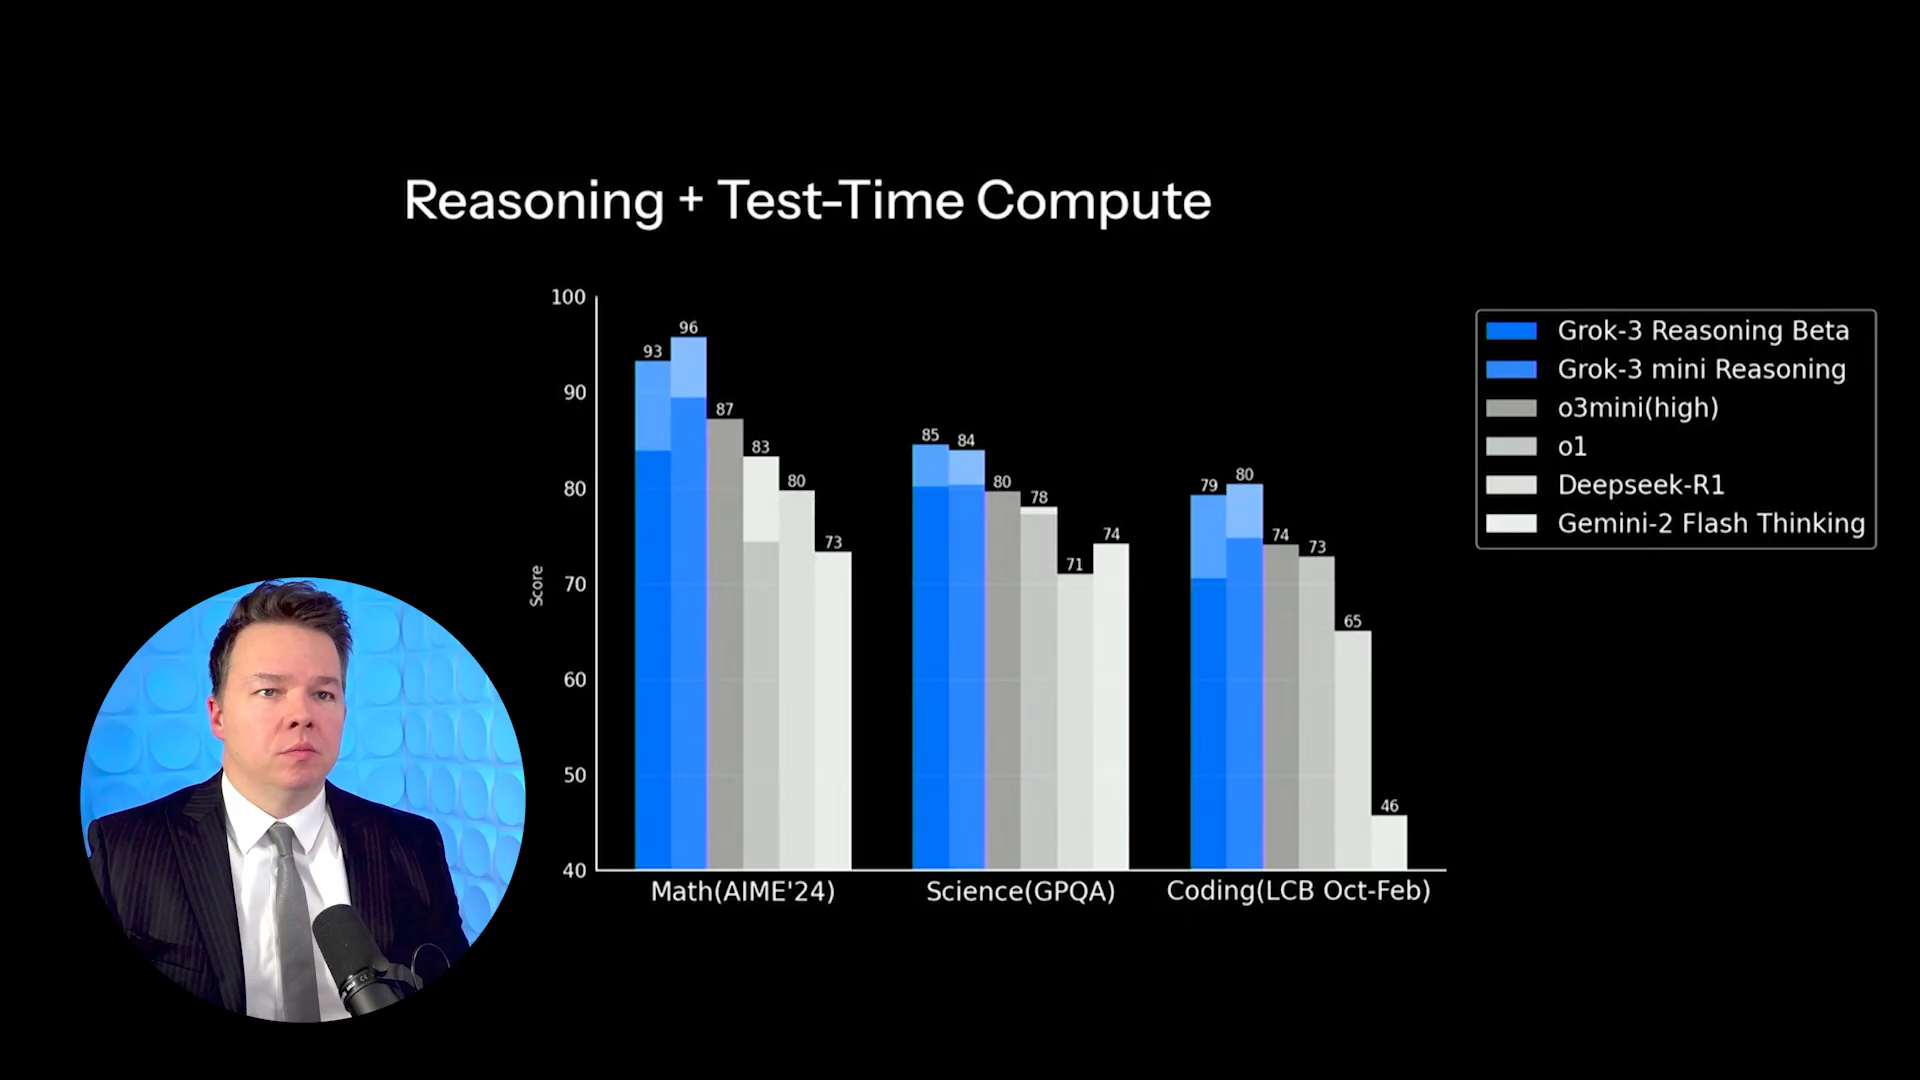 Reasoning + Test-Time Compute
100
90
80
70
60
50
40
Score
93
96
87
83
80
73
85
84
80
78
71
74
79
80
74
73
65
46
Math(AIME'24)
Science(GPQA)
Coding(LCB Oct-Feb)
Grok-3 Reasoning Beta
Grok-3 mini Reasoning
o3mini(high)
o1
Deepseek-R1
Gemini-2 Flash Thinking